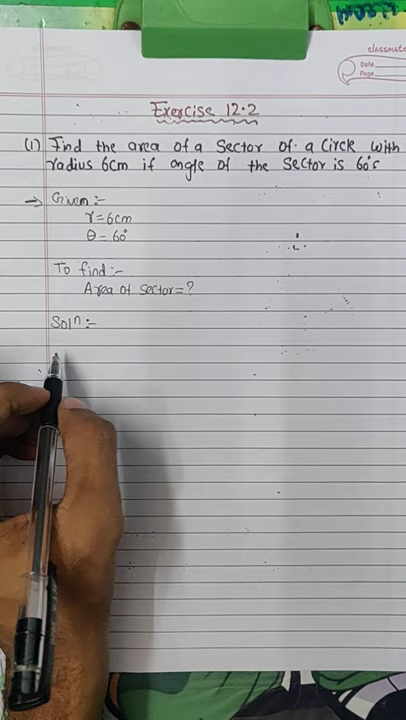 classmate
Date
Page
Exercise 12.2
(1) Find the area of a Sector of a Circle with
radius 6cm if angle of the Sector is 60°c
→ Given :-
r = 6cm
θ = 60°
To find :-
Area of Sector = ?
Solⁿ :-